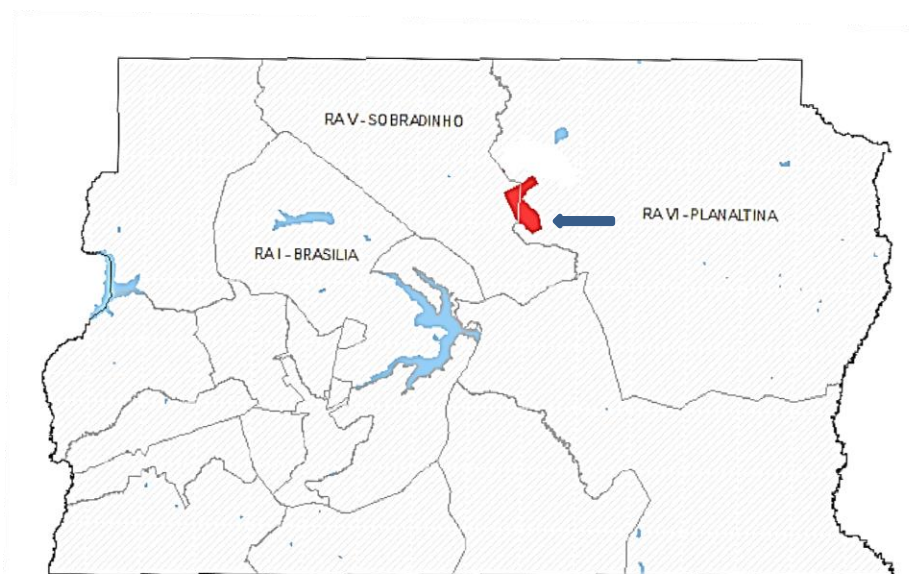 RA V - SOBRADINHO
RA VI - PLANALTINA
RA I - BRASILIA